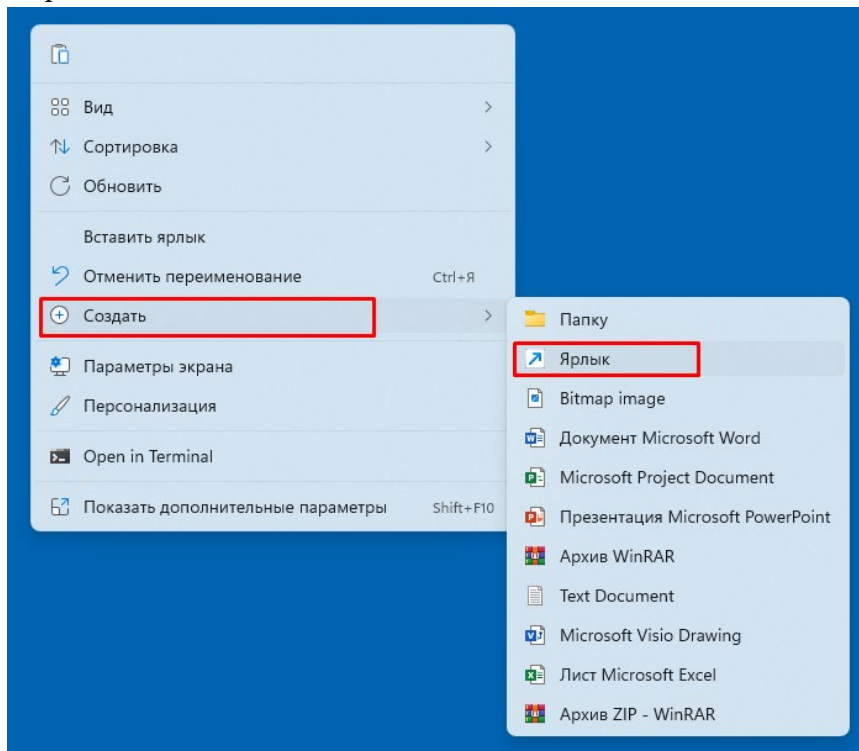 Вид
Сортировка
Обновить
Вставить ярлык
Отменить переименование Ctrl+Я
Создать
Параметры экрана
Персонализация
Open in Terminal
Показать дополнительные параметры Shift+F10
Папку
Ярлык
Bitmap image
Документ Microsoft Word
Microsoft Project Document
Презентация Microsoft PowerPoint
Архив WinRAR
Text Document
Microsoft Visio Drawing
Лист Microsoft Excel
Архив ZIP - WinRAR